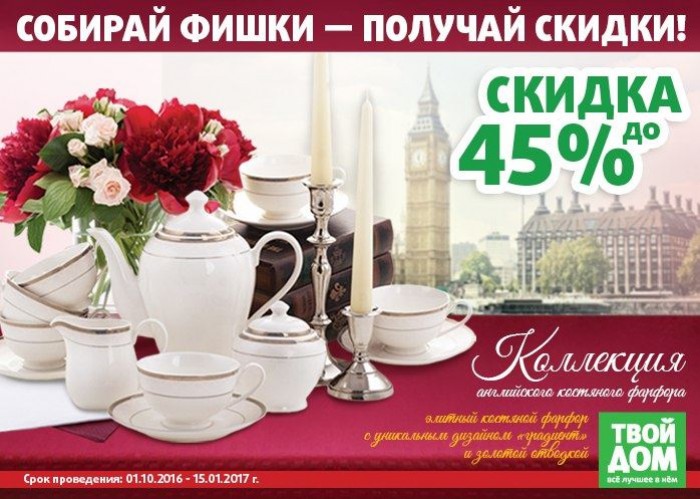 СОБИРАЙ ФИШКИ — ПОЛУЧАЙ СКИДКИ!
СКИДКА
ДО
45%
Коллекция
английского костяного фарфора
элитный костяной фарфор
с уникальным дизайном «градиент»
и золотой отводкой
ТВОЙ
ДОМ
всё лучшее в нём
Срок проведения: 01.10.2016 - 15.01.2017 г.